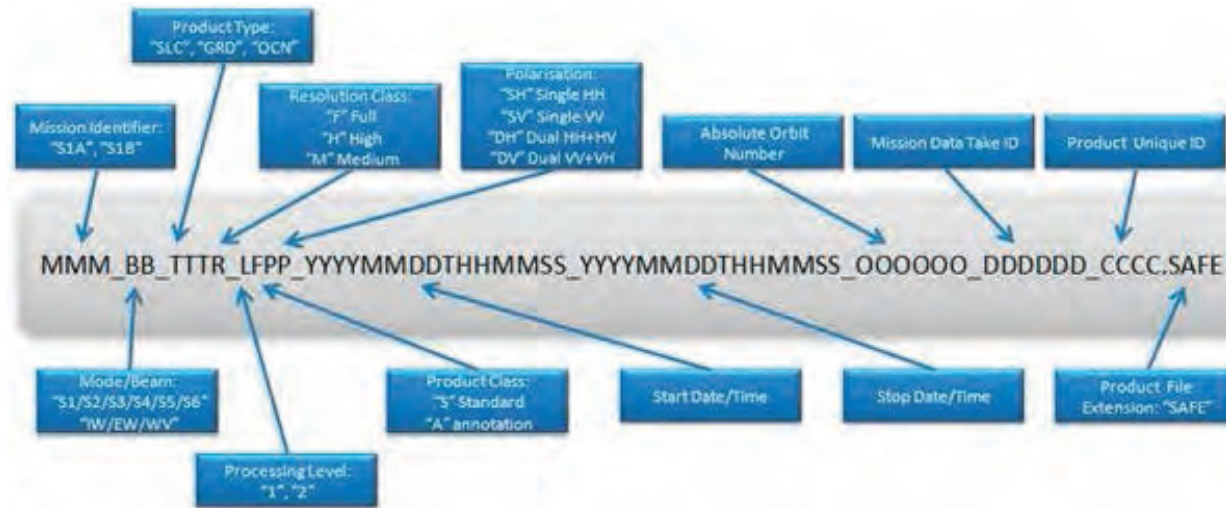 Product Type:
"SLC", "GRD", "OCN"
Mission Identifier:
"S1A", "S1B"
Resolution Class:
"F" Full
"H" High
"M" Medium
Polarisation:
"SH" Single HH
"SV" Single VV
"DH" Dual HH+HV
"DV" Dual VV+VH
Absolute Orbit
Number
Mission Data Take ID
Product Unique ID
MMM_BB_TTTR_LFPP_YYYYMMDDTHHMMSS_YYYYMMDDTHHMMSS_OOOOOO_DDDDDD_CCCC.SAFE
Mode/Beam:
"S1/S2/S3/S4/S5/S6"
"IW/EW/WV"
Processing Level:
"1", "2"
Product Class:
"S" Standard
"A" annotation
Start Date/Time
Stop Date/Time
Product File
Extension: "SAFE"